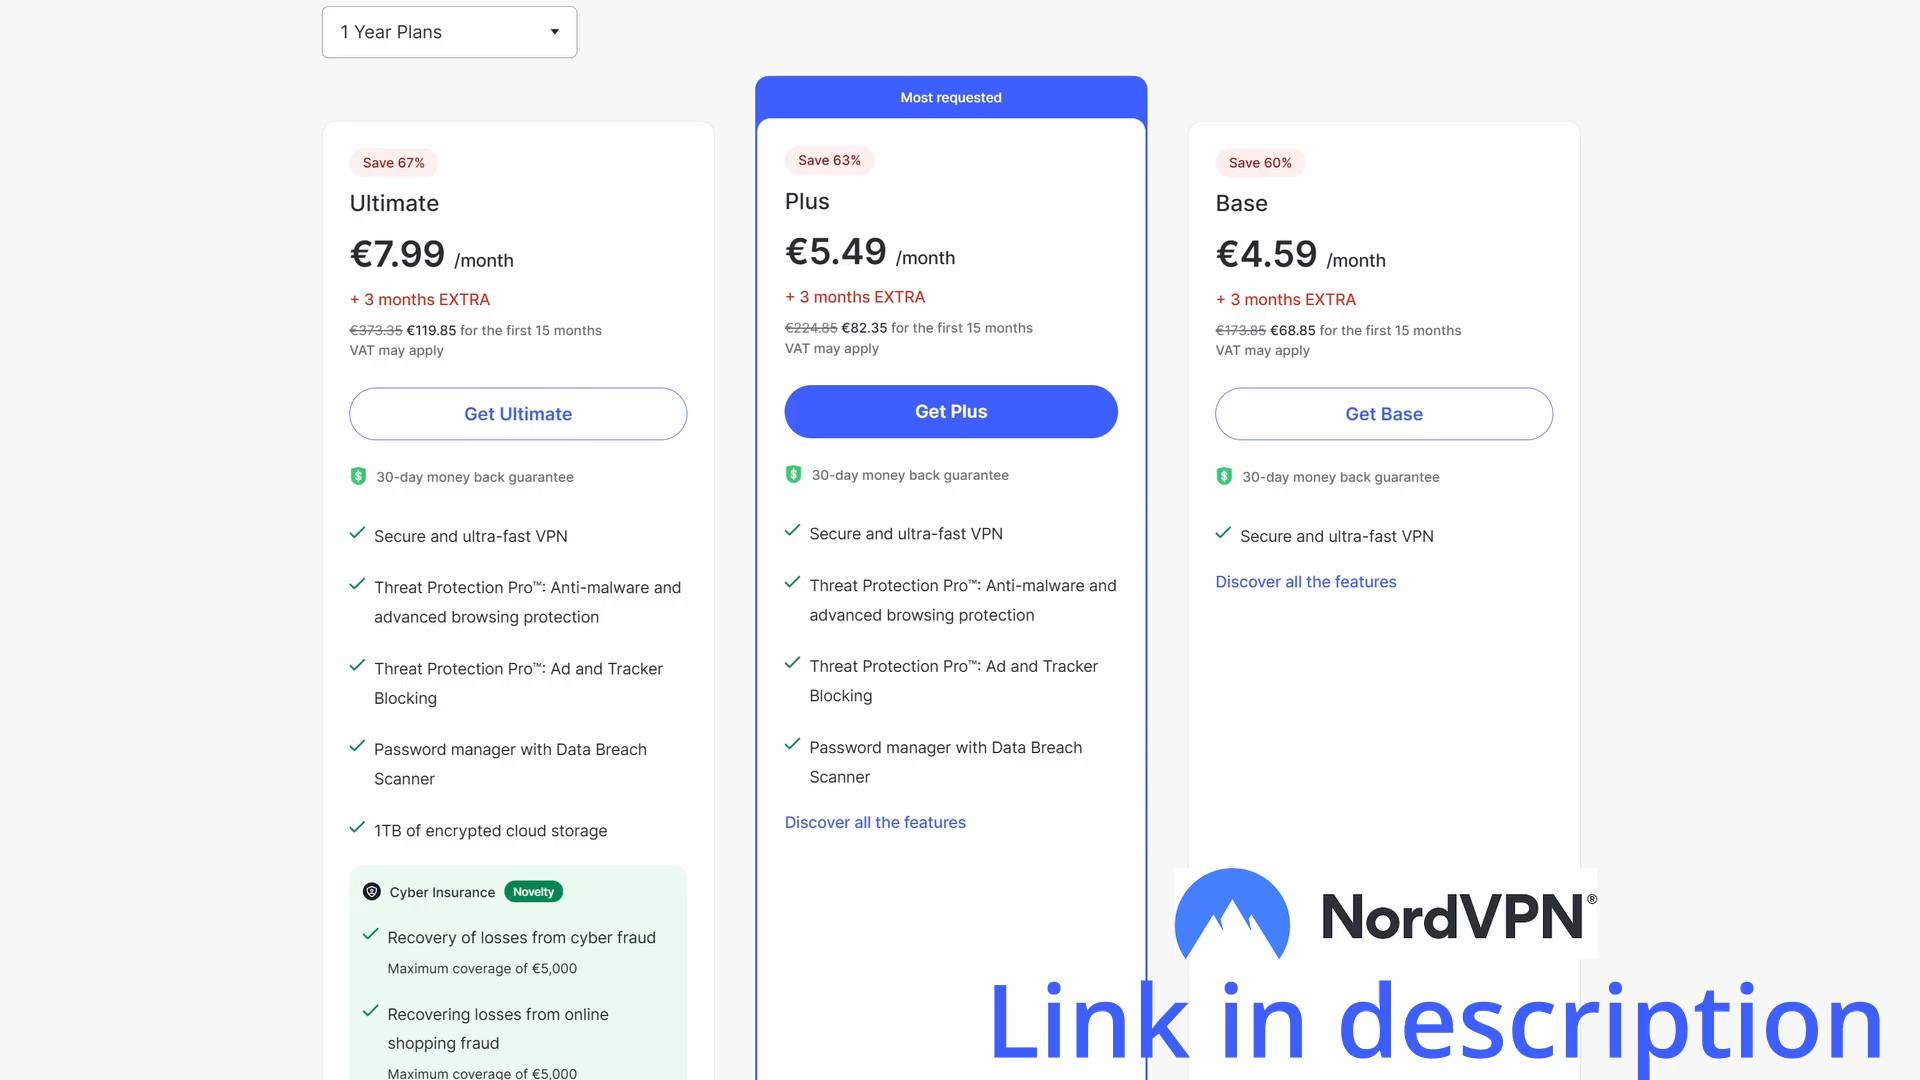 1 Year Plans
Save 67%
Ultimate
€7.99 /month
+ 3 months EXTRA
€373.35 €119.85 for the first 15 months
VAT may apply
Get Ultimate
30-day money back guarantee
Secure and ultra-fast VPN
Threat Protection Pro™: Anti-malware and
advanced browsing protection
Threat Protection Pro™: Ad and Tracker
Blocking
Password manager with Data Breach
Scanner
1TB of encrypted cloud storage
Cyber Insurance Novelty
Recovery of losses from cyber fraud
Maximum coverage of €5,000
Recovering losses from online
shopping fraud
Maximum coverage of €5,000
Most requested
Save 63%
Plus
€5.49 /month
+ 3 months EXTRA
€224.85 €82.35 for the first 15 months
VAT may apply
Get Plus
30-day money back guarantee
Secure and ultra-fast VPN
Threat Protection Pro™: Anti-malware and
advanced browsing protection
Threat Protection Pro™: Ad and Tracker
Blocking
Password manager with Data Breach
Scanner
Discover all the features
Save 60%
Base
€4.59 /month
+ 3 months EXTRA
€173.85 €68.85 for the first 15 months
VAT may apply
Get Base
30-day money back guarantee
Secure and ultra-fast VPN
Discover all the features
NordVPN®
Link in description